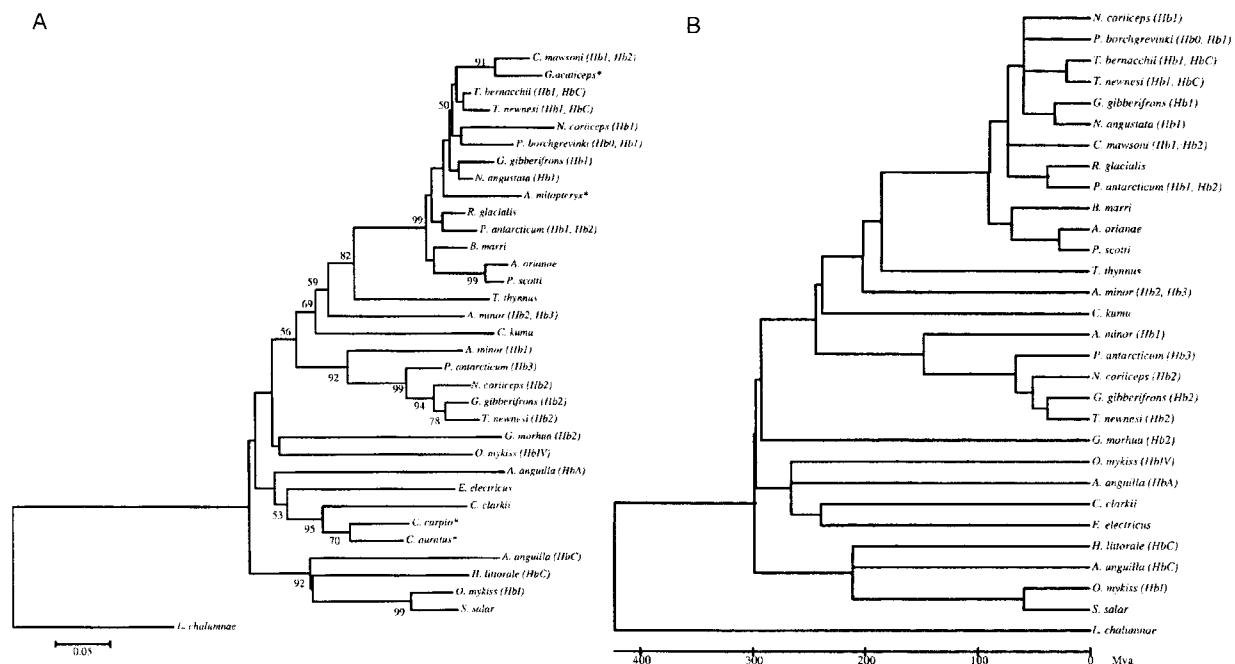 A
91
C. mawsoni (Hb1, Hb2)
G.acuticeps*
T. bernacchii (Hb1, HbC)
T. newnesi (Hb1, HbC)
50
N. coriiceps (Hb1)
P. borchgrevinki (Hb0, Hb1)
G. gibberifrons (Hb1)
N. angustata (Hb1)
A. mitopteryx*
99
R. glacialis
P. antarcticum (Hb1, Hb2)
B. marri
A. orianae
99
P. scotti
82
T. thynnus
59
A. minor (Hb2, Hb3)
69
C. kumu
56
A. minor (Hb1)
92
P. antarcticum (Hb3)
99
N. coriiceps (Hb2)
94
G. gibberifrons (Hb2)
78
T. newnesi (Hb2)
G. morhua (Hb2)
O. mykiss (HbIV)
A. anguilla (HbA)
E. electricus
53
C. clarkii
95
C. carpio*
70
C. auratus*
A. anguilla (HbC)
92
H. littorale (HbC)
O. mykiss (HbI)
99
S. salar
L. chalumnae
0.05
B
N. coriiceps (Hb1)
P. borchgrevinki (Hb0, Hb1)
T. bernacchii (Hb1, HbC)
T. newnesi (Hb1, HbC)
G. gibberifrons (Hb1)
N. angustata (Hb1)
C. mawsoni (Hb1, Hb2)
R. glacialis
P. antarcticum (Hb1, Hb2)
B. marri
A. orianae
P. scotti
T. thynnus
A. minor (Hb2, Hb3)
C. kumu
A. minor (Hb1)
P. antarcticum (Hb3)
N. coriiceps (Hb2)
G. gibberifrons (Hb2)
T. newnesi (Hb2)
G. morhua (Hb2)
O. mykiss (HbIV)
A. anguilla (HbA)
C. clarkii
E. electricus
H. littorale (HbC)
A. anguilla (HbC)
O. mykiss (HbI)
S. salar
L. chalumnae
400 300 200 100 Mya 0